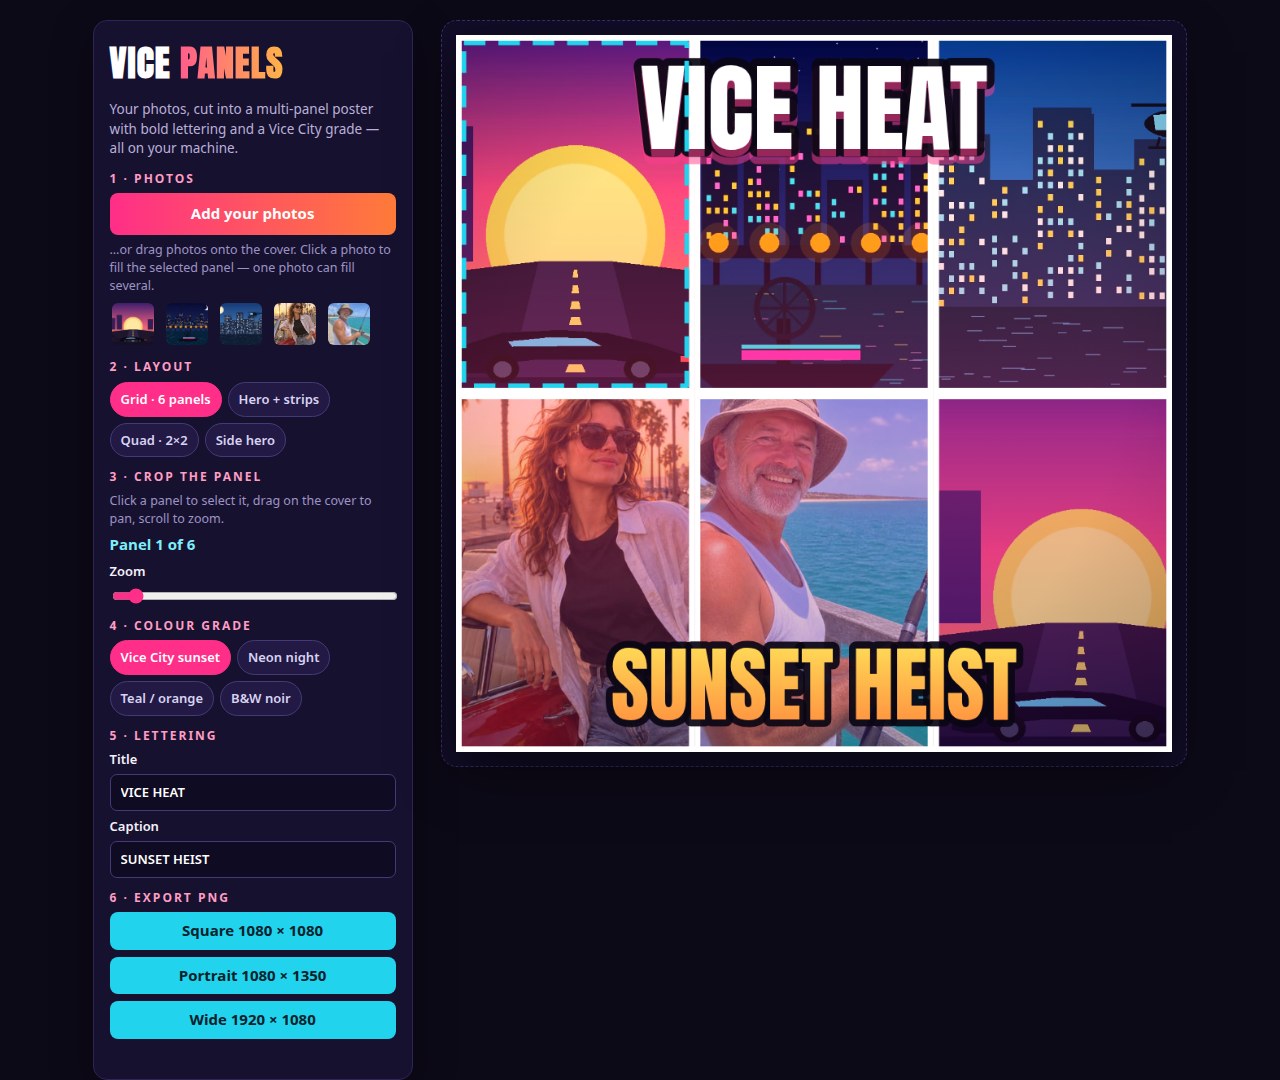 VICE PANELS
Your photos, cut into a multi-panel poster
with bold lettering and a Vice City grade —
all on your machine.
1 · PHOTOS
Add your photos
...or drag photos onto the cover. Click a photo to
fill the selected panel — one photo can fill
several.
2 · LAYOUT
Grid · 6 panels
Hero + strips
Quad · 2×2
Side hero
3 · CROP THE PANEL
Click a panel to select it, drag on the cover to
pan, scroll to zoom.
Panel 1 of 6
Zoom
4 · COLOUR GRADE
Vice City sunset
Neon night
Teal / orange
B&W noir
5 · LETTERING
Title
VICE HEAT
Caption
SUNSET HEIST
6 · EXPORT PNG
Square 1080 × 1080
Portrait 1080 × 1350
Wide 1920 × 1080
VICE HEAT
SUNSET HEIST